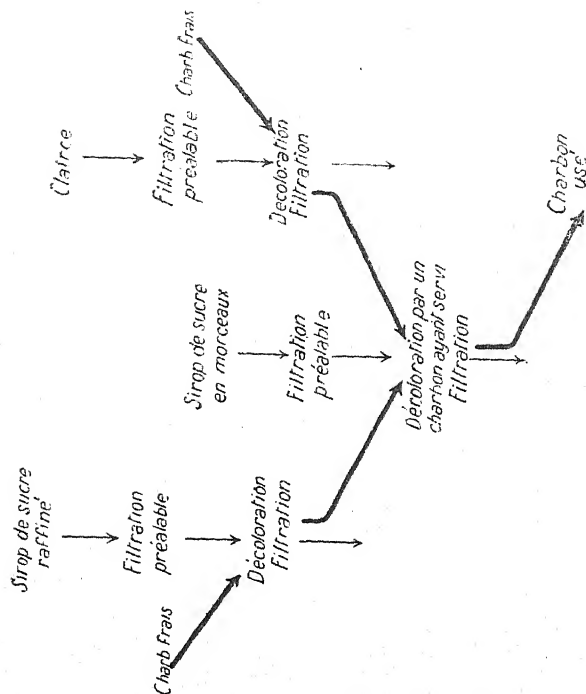 Sirop de sucre
raffiné
Filtration
préalable
Charb frais
Décoloration
Filtration
Sirop de sucre
en morceaux
Filtration
préalable
Décoloration par un
charbon ayant servi
Filtration
Clairce
Filtration
préalable
Charb frais
Décoloration
Filtration
Charbon
usé